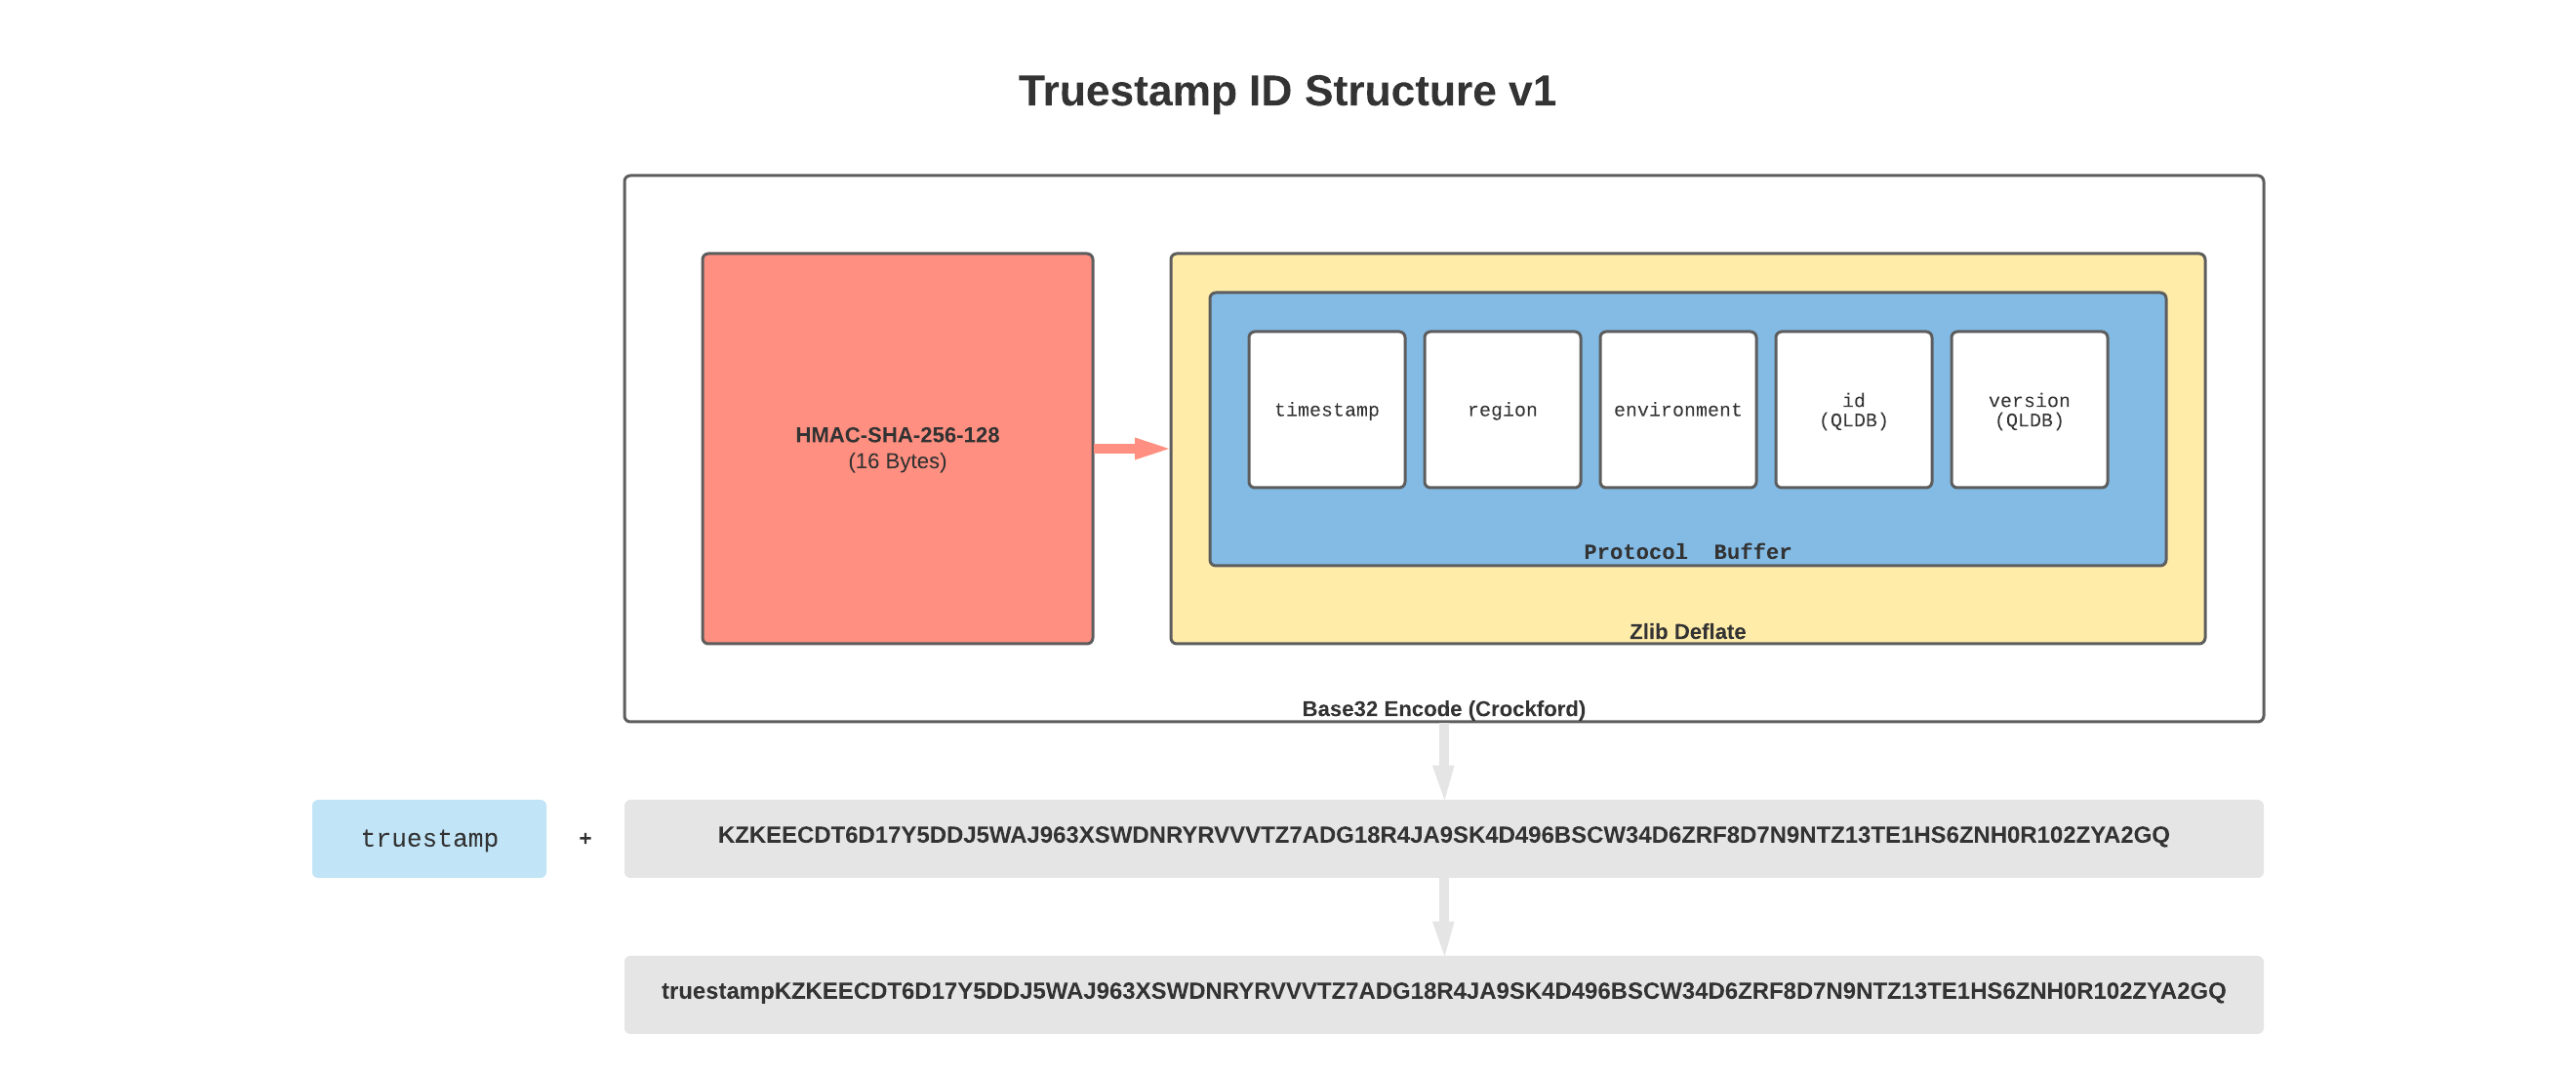 Truestamp ID Structure v1
HMAC-SHA-256-128
(16 Bytes)
timestamp
region
environment
id
(QLDB)
version
(QLDB)
Protocol Buffer
Zlib Deflate
Base32 Encode (Crockford)
truestamp
+
KZKEECDT6D17Y5DDJ5WAJ963XSWDNRYRVVVTZ7ADG18R4JA9SK4D496BSCW34D6ZRF8D7N9NTZ13TE1HS6ZNH0R102ZYA2GQ
truestampKZKEECDT6D17Y5DDJ5WAJ963XSWDNRYRVVVTZ7ADG18R4JA9SK4D496BSCW34D6ZRF8D7N9NTZ13TE1HS6ZNH0R102ZYA2GQ